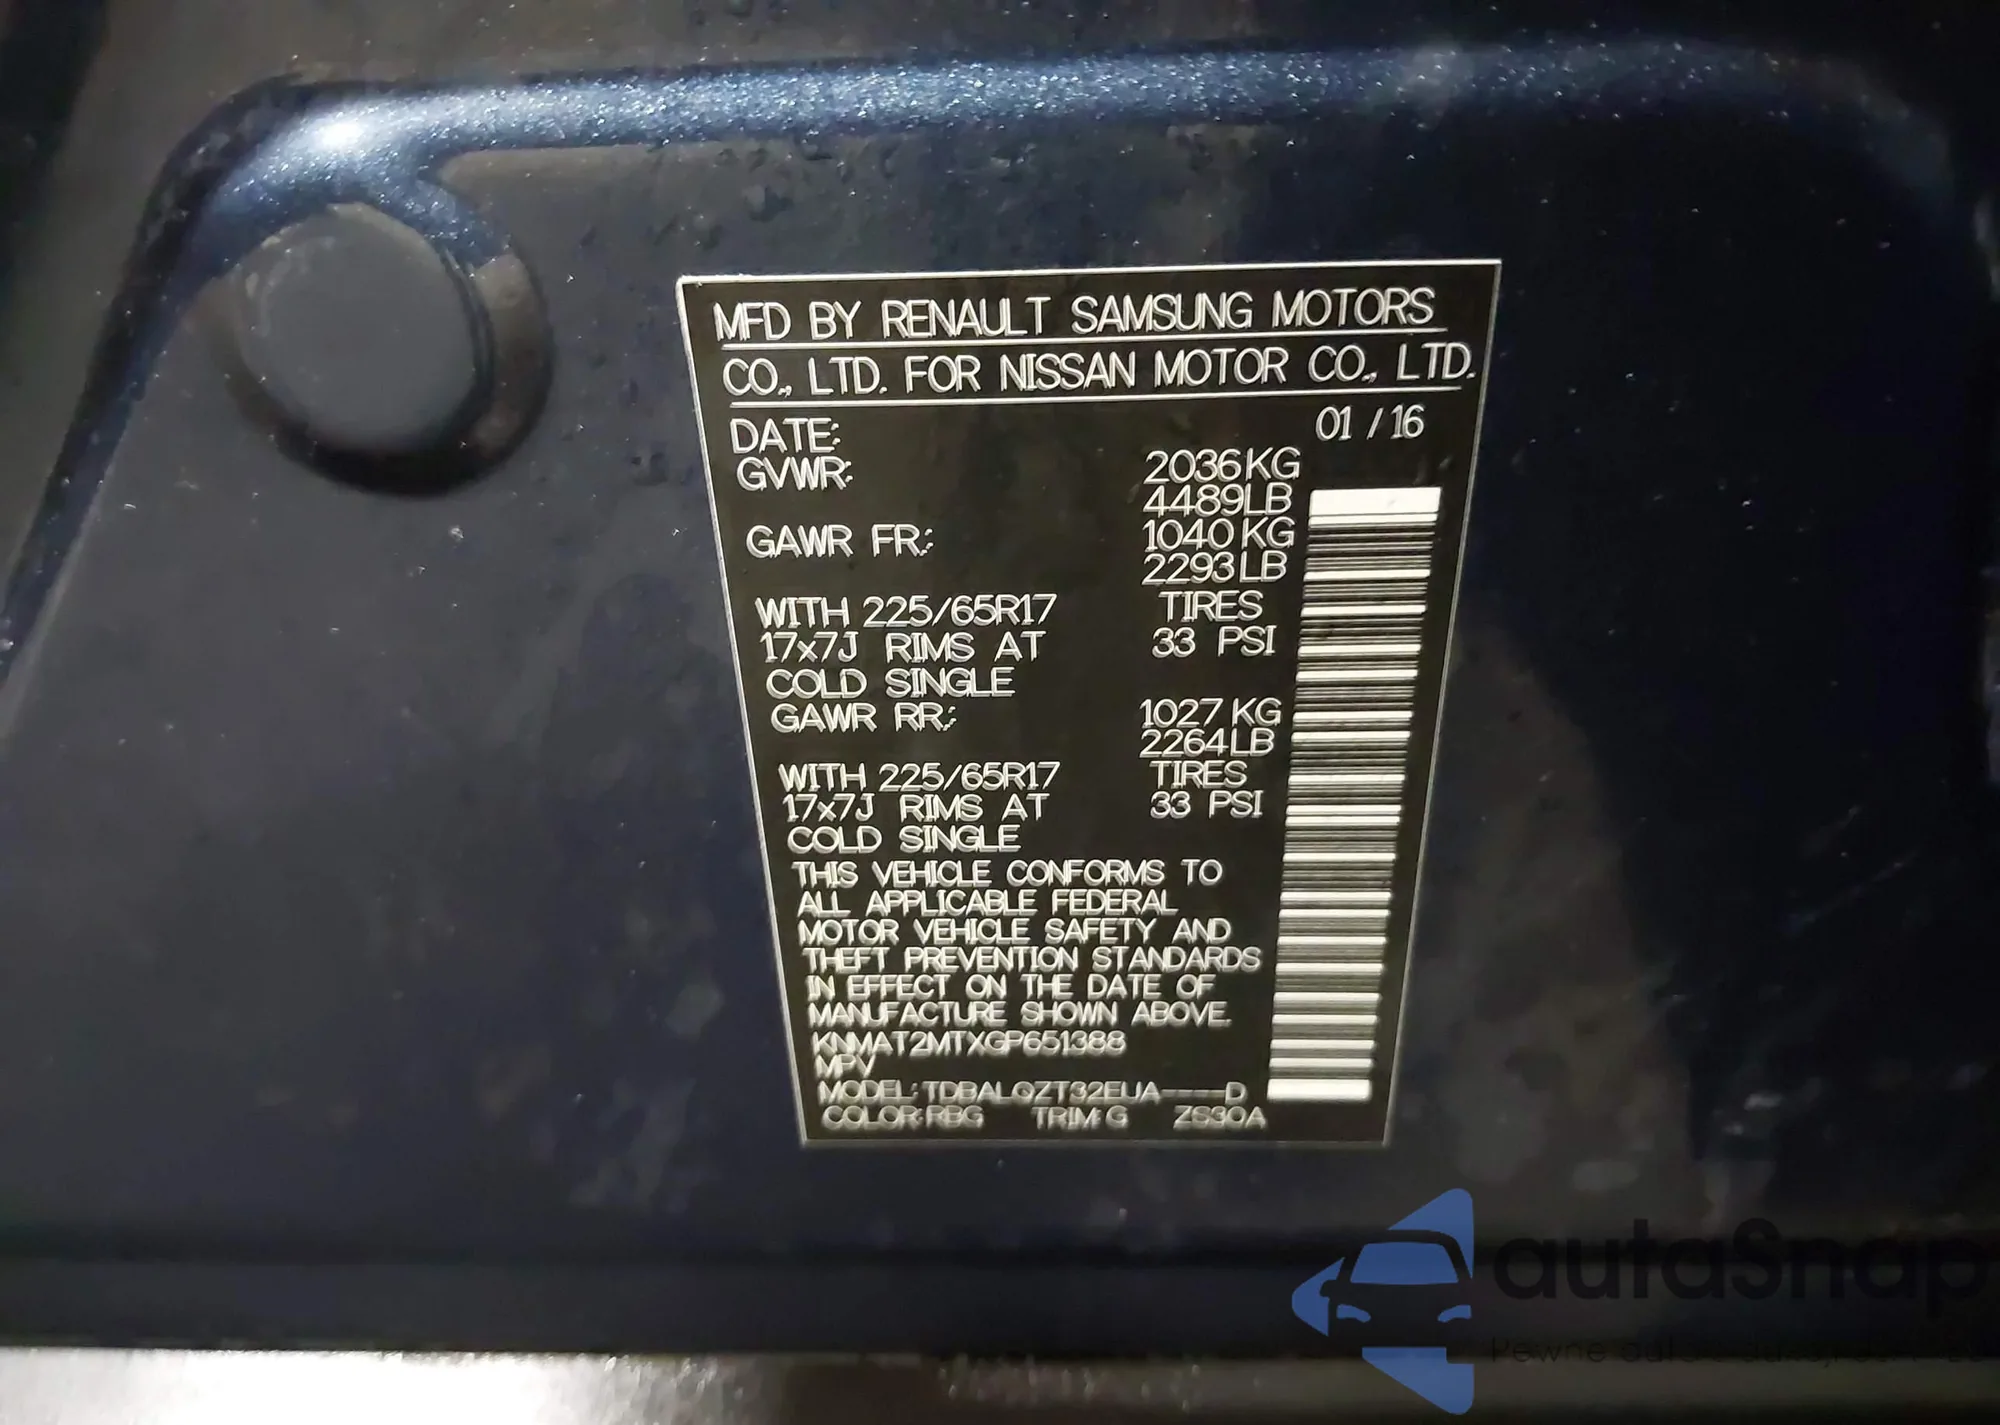 MFD BY RENAULT SAMSUNG MOTORS
CO., LTD. FOR NISSAN MOTOR CO., LTD.
DATE: 01 / 16
GVWR: 2036KG
4489LB
GAWR FR: 1040KG
2293LB
WITH 225/65R17 TIRES
17x7J RIMS AT 33 PSI
COLD SINGLE
GAWR RR: 1027KG
2264LB
WITH 225/65R17 TIRES
17x7J RIMS AT 33 PSI
COLD SINGLE
THIS VEHICLE CONFORMS TO
ALL APPLICABLE FEDERAL
MOTOR VEHICLE SAFETY AND
THEFT PREVENTION STANDARDS
IN EFFECT ON THE DATE OF
MANUFACTURE SHOWN ABOVE.
KNMAT2MTXGP651388
MPV
MODEL: TDBALQZT32EUA----D
COLOR:RBG TRIM:G ZS30A
autaSnap
Pewne